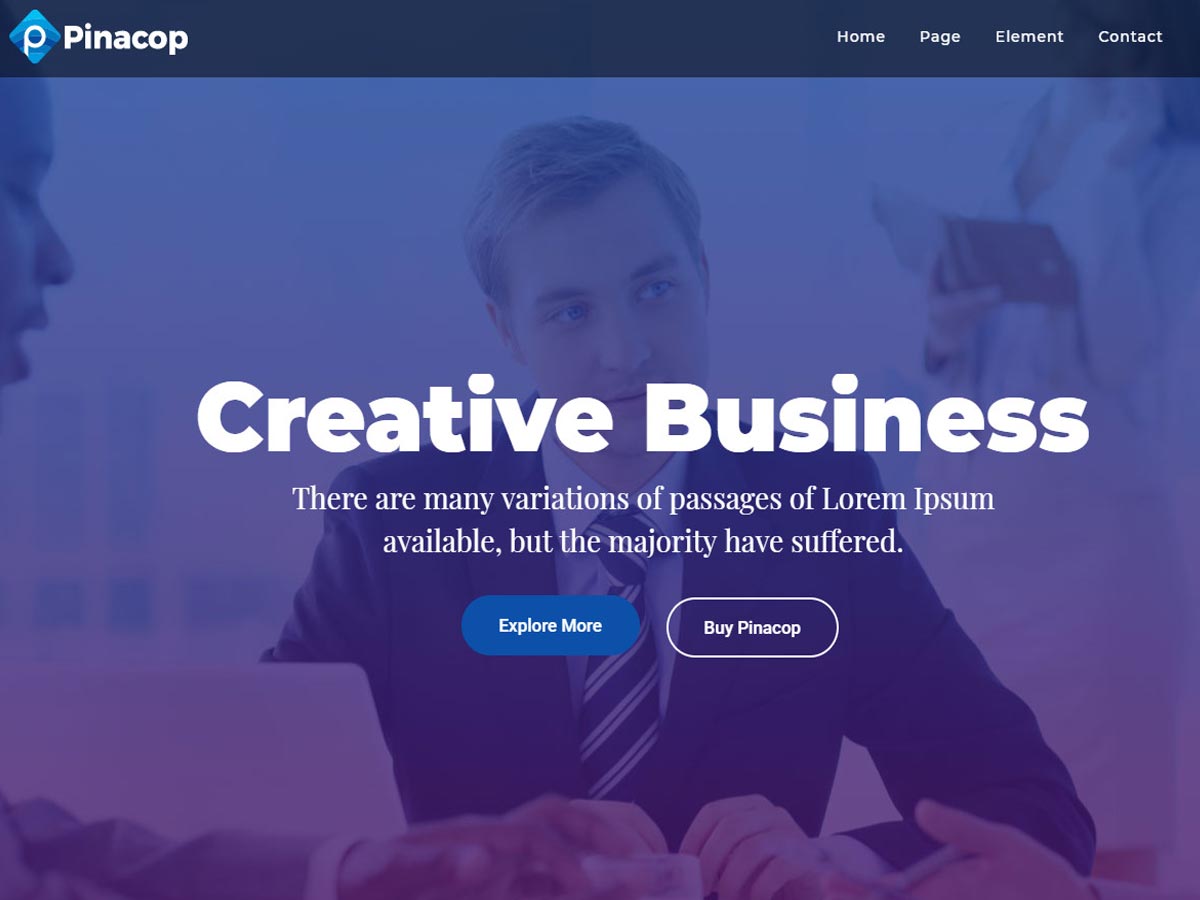 Pinacop
Home Page Element Contact
Creative Business
There are many variations of passages of Lorem Ipsum
available, but the majority have suffered.
Explore More
Buy Pinacop